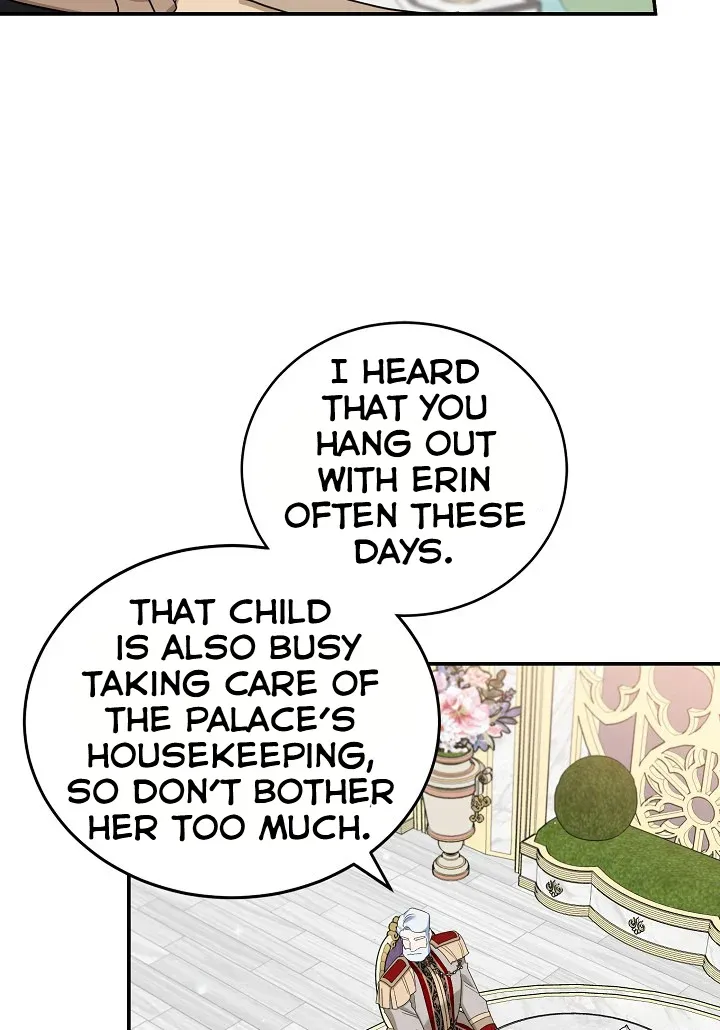 I HEARD
THAT YOU
HANG OUT
WITH ERIN
OFTEN THESE
DAYS.
THAT CHILD
IS ALSO BUSY
TAKING CARE OF
THE PALACE'S
HOUSEKEEPING,
SO DON'T BOTHER
HER TOO MUCH.